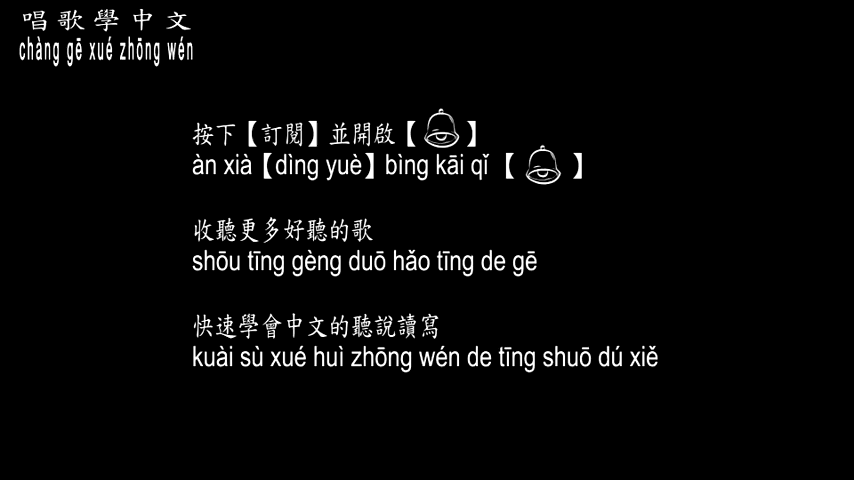 唱歌學中文
chàng gē xué zhōng wén
按下【訂閱】並開啟【】
àn xià【dìng yuè】bìng kāi qǐ【】
收聽更多好聽的歌
shōu tīng gèng duō hǎo tīng de gē
快速學會中文的聽說讀寫
kuài sù xué huì zhōng wén de tīng shuō dú xiě